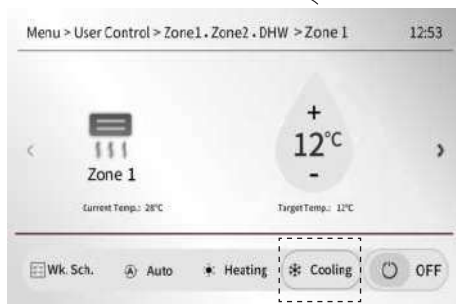 Menu > User Control > Zone1.Zone2.DHW > Zone 1 12:53
+
12°C
-
Zone 1
Current Temp.: 28°C Target Temp.: 12°C
Wk. Sch. A Auto Heating Cooling OFF